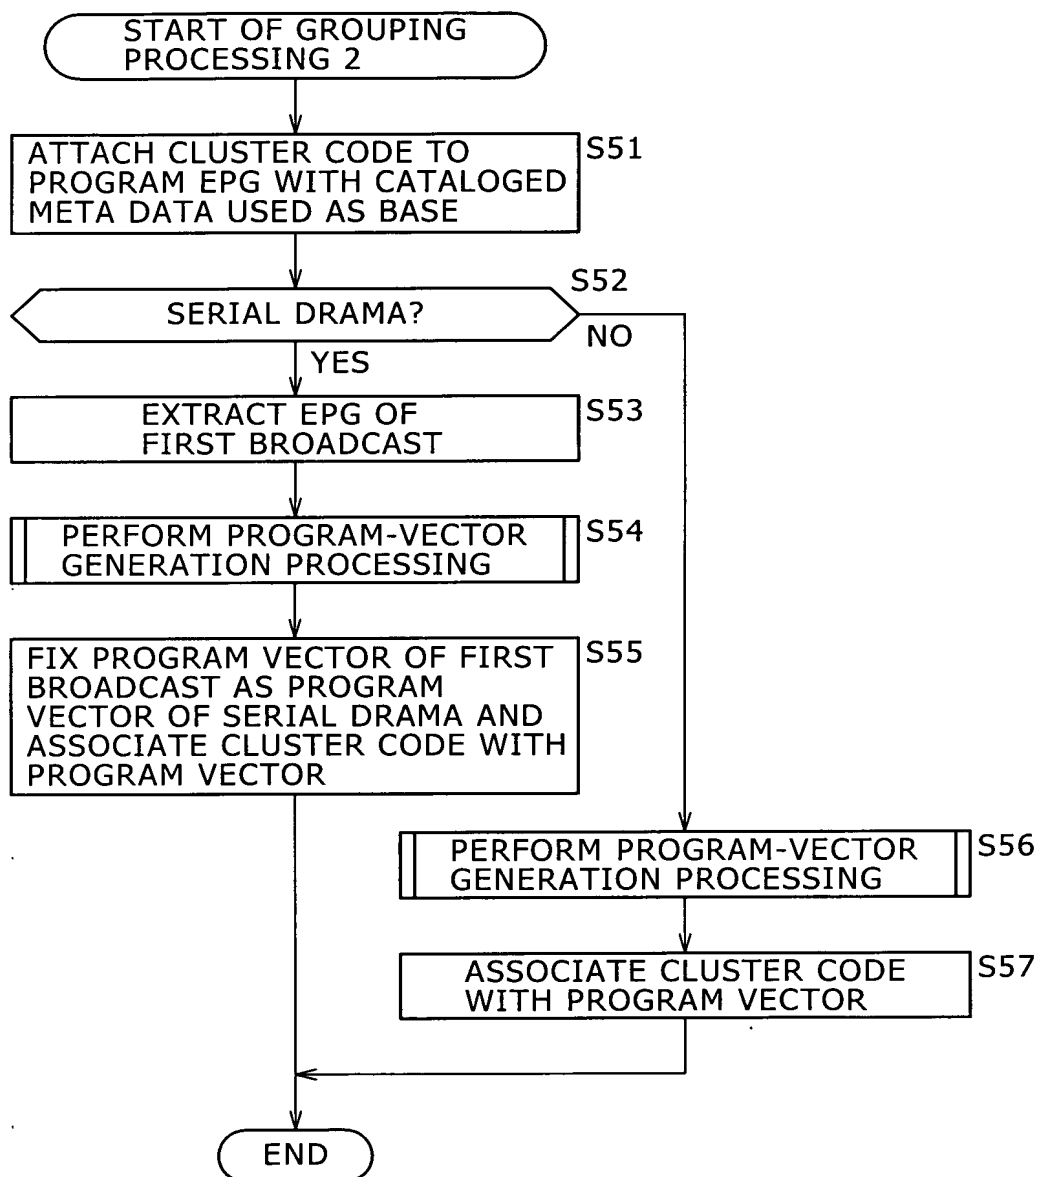 START OF GROUPING
PROCESSING 2
ATTACH CLUSTER CODE TO
PROGRAM EPG WITH CATALOGED
META DATA USED AS BASE
S51
SERIAL DRAMA?
S52
NO
YES
EXTRACT EPG OF
FIRST BROADCAST
S53
PERFORM PROGRAM-VECTOR
GENERATION PROCESSING
S54
FIX PROGRAM VECTOR OF FIRST
BROADCAST AS PROGRAM
VECTOR OF SERIAL DRAMA AND
ASSOCIATE CLUSTER CODE WITH
PROGRAM VECTOR
S55
PERFORM PROGRAM-VECTOR
GENERATION PROCESSING
S56
ASSOCIATE CLUSTER CODE
WITH PROGRAM VECTOR
S57
END